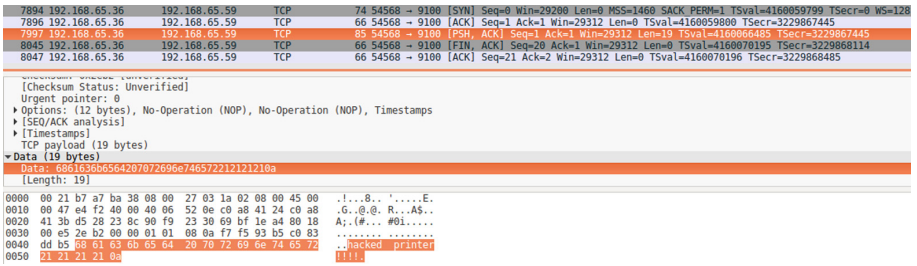 7894 192.168.65.36 192.168.65.59 TCP 74 54568 → 9100 [SYN] Seq=0 Win=29200 Len=0 MSS=1460 SACK_PERM=1 TSval=4160059799 TSecr=0 WS=128
7896 192.168.65.36 192.168.65.59 TCP 66 54568 → 9100 [ACK] Seq=1 Ack=1 Win=29312 Len=0 TSval=4160059800 TSecr=3229867445
7997 192.168.65.36 192.168.65.59 TCP 85 54568 → 9100 [PSH, ACK] Seq=1 Ack=1 Win=29312 Len=19 TSval=4160066485 TSecr=3229867445
8045 192.168.65.36 192.168.65.59 TCP 66 54568 → 9100 [FIN, ACK] Seq=20 Ack=1 Win=29312 Len=0 TSval=4160070195 TSecr=3229868114
8047 192.168.65.36 192.168.65.59 TCP 66 54568 → 9100 [ACK] Seq=21 Ack=2 Win=29312 Len=0 TSval=4160070196 TSecr=3229868485
[Checksum Status: Unverified]
Urgent pointer: 0
Options: (12 bytes), No-Operation (NOP), No-Operation (NOP), Timestamps
[SEQ/ACK analysis]
[Timestamps]
TCP payload (19 bytes)
Data (19 bytes)
Data: 6861636b6564207072696e746572212121210a
[Length: 19]
0000 00 21 b7 a7 ba 38 08 00 27 03 1a 02 08 00 45 00 .!...8.. '.....E.
0010 00 47 e4 f2 40 00 40 06 52 0e c0 a8 41 24 c0 a8 .G..@.@. R...A$..
0020 41 3b d5 28 23 8c 90 f9 23 30 69 bf 1e a4 80 18 A;.(#... #0i.....
0030 00 e5 2e b2 00 00 01 01 08 0a f7 f5 93 b5 c0 83 ........ ........
0040 dd b5 68 61 63 6b 65 64 20 70 72 69 6e 74 65 72 ..hacked printer
0050 21 21 21 21 0a !!!!.